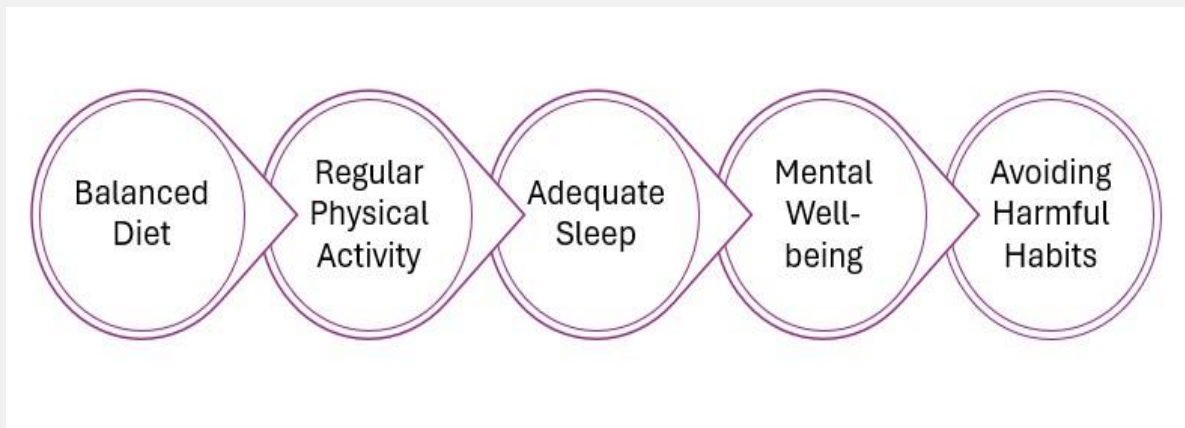 Balanced
Diet
Regular
Physical
Activity
Adequate
Sleep
Mental
Well-
being
Avoiding
Harmful
Habits